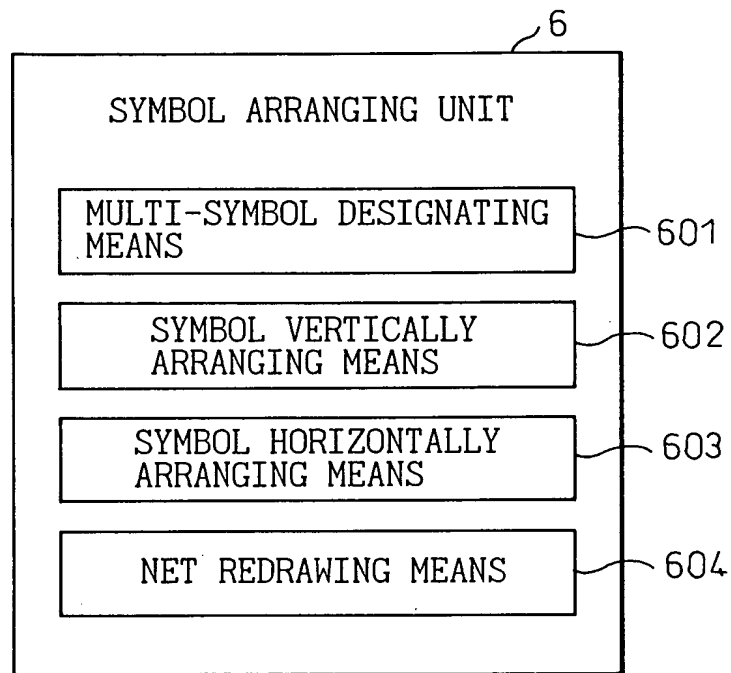 6
SYMBOL ARRANGING UNIT
MULTI-SYMBOL DESIGNATING
MEANS
601
SYMBOL VERTICALLY
ARRANGING MEANS
602
SYMBOL HORIZONTALLY
ARRANGING MEANS
603
NET REDRAWING MEANS
604